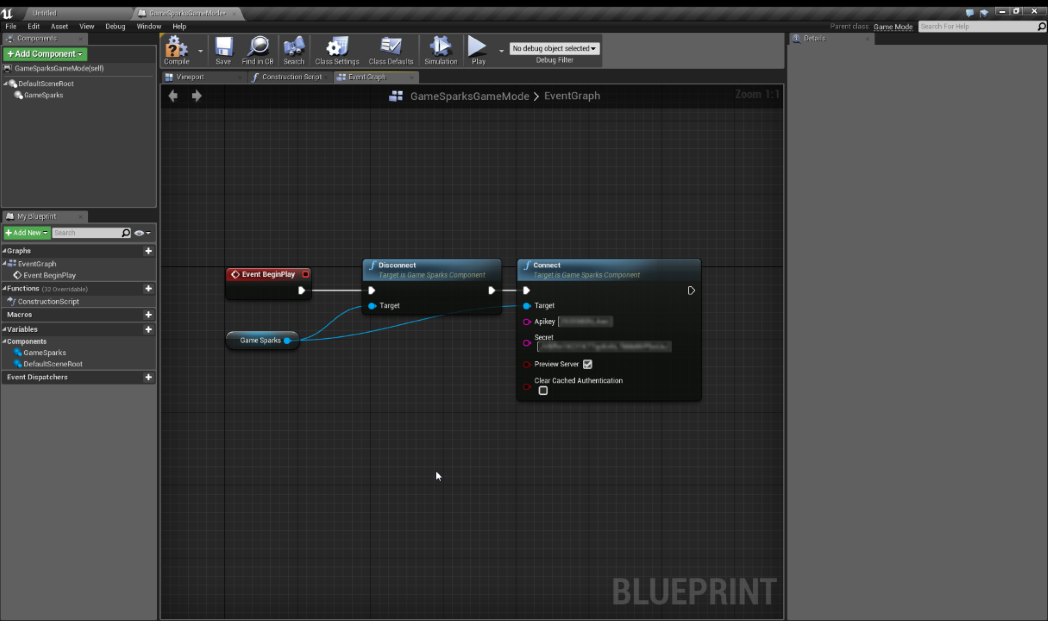 Untitled
GameSparksGameMode*
File Edit Asset View Debug Window Help
Parent class: Game Mode
Search For Help
Components
+Add Component
GameSparksGameMode(self)
DefaultSceneRoot
GameSparks
Compile
Save
Find in CB
Search
Class Settings
Class Defaults
Simulation
Play
No debug object selected
Debug Filter
Details
Viewport
Construction Script
Event Graph
GameSparksGameMode > EventGraph
Zoom 1:1
My Blueprint
+Add New
Search
Graphs
EventGraph
Event BeginPlay
Functions (32 Overridable)
ConstructionScript
Macros
Variables
Components
GameSparks
DefaultSceneRoot
Event Dispatchers
Event BeginPlay
Game Sparks
Disconnect
Target is Game Sparks Component
Target
Connect
Target is Game Sparks Component
Target
Apikey
Secret
Preview Server
Clear Cached Authentication
BLUEPRINT